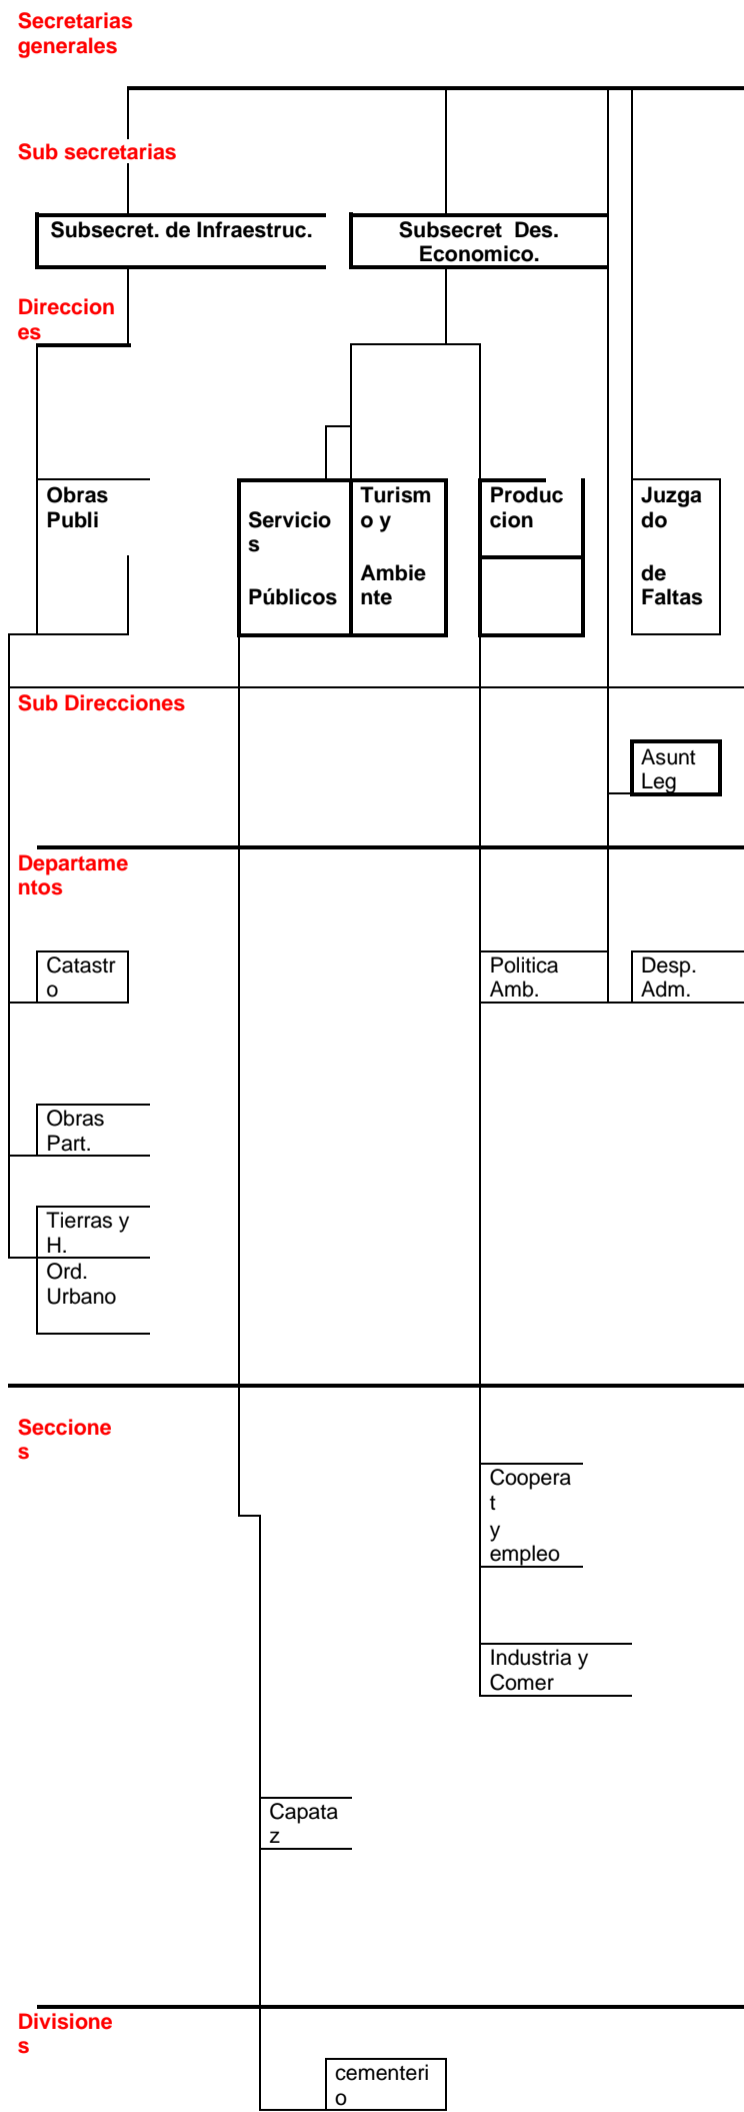 Secretarias
generales
Sub secretarias
Subsecret. de Infraestruc.
Subsecret Des.
Economico.
Direccion
es
Obras
Publi
Servicio
s
Públicos
Turism
o y
Ambie
nte
Produc
cion
Juzga
do
de
Faltas
Sub Direcciones
Asunt
Leg
Departame
ntos
Catastr
o
Politica
Amb.
Desp.
Adm.
Obras
Part.
Tierras y
H.
Ord.
Urbano
Seccione
s
Coopera
t
y
empleo
Industria y
Comer
Capata
z
Divisione
s
cementeri
o